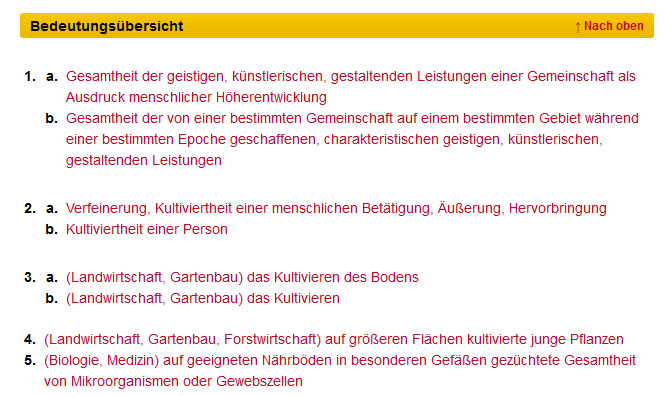 Bedeutungsübersicht ↑ Nach oben
1. a. Gesamtheit der geistigen, künstlerischen, gestaltenden Leistungen einer Gemeinschaft als
Ausdruck menschlicher Höherentwicklung
b. Gesamtheit der von einer bestimmten Gemeinschaft auf einem bestimmten Gebiet während
einer bestimmten Epoche geschaffenen, charakteristischen geistigen, künstlerischen,
gestaltenden Leistungen
2. a. Verfeinerung, Kultiviertheit einer menschlichen Betätigung, Äußerung, Hervorbringung
b. Kultiviertheit einer Person
3. a. (Landwirtschaft, Gartenbau) das Kultivieren des Bodens
b. (Landwirtschaft, Gartenbau) das Kultivieren
4. (Landwirtschaft, Gartenbau, Forstwirtschaft) auf größeren Flächen kultivierte junge Pflanzen
5. (Biologie, Medizin) auf geeigneten Nährböden in besonderen Gefäßen gezüchtete Gesamtheit
von Mikroorganismen oder Gewebszellen